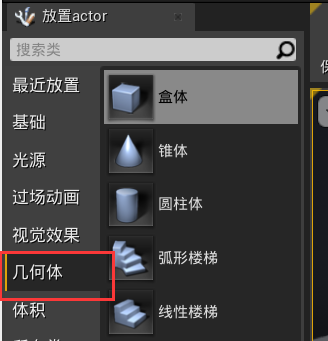 放置actor
搜索类
最近放置
基础
光源
过场动画
视觉效果
几何体
体积
盒体
锥体
圆柱体
弧形楼梯
线性楼梯